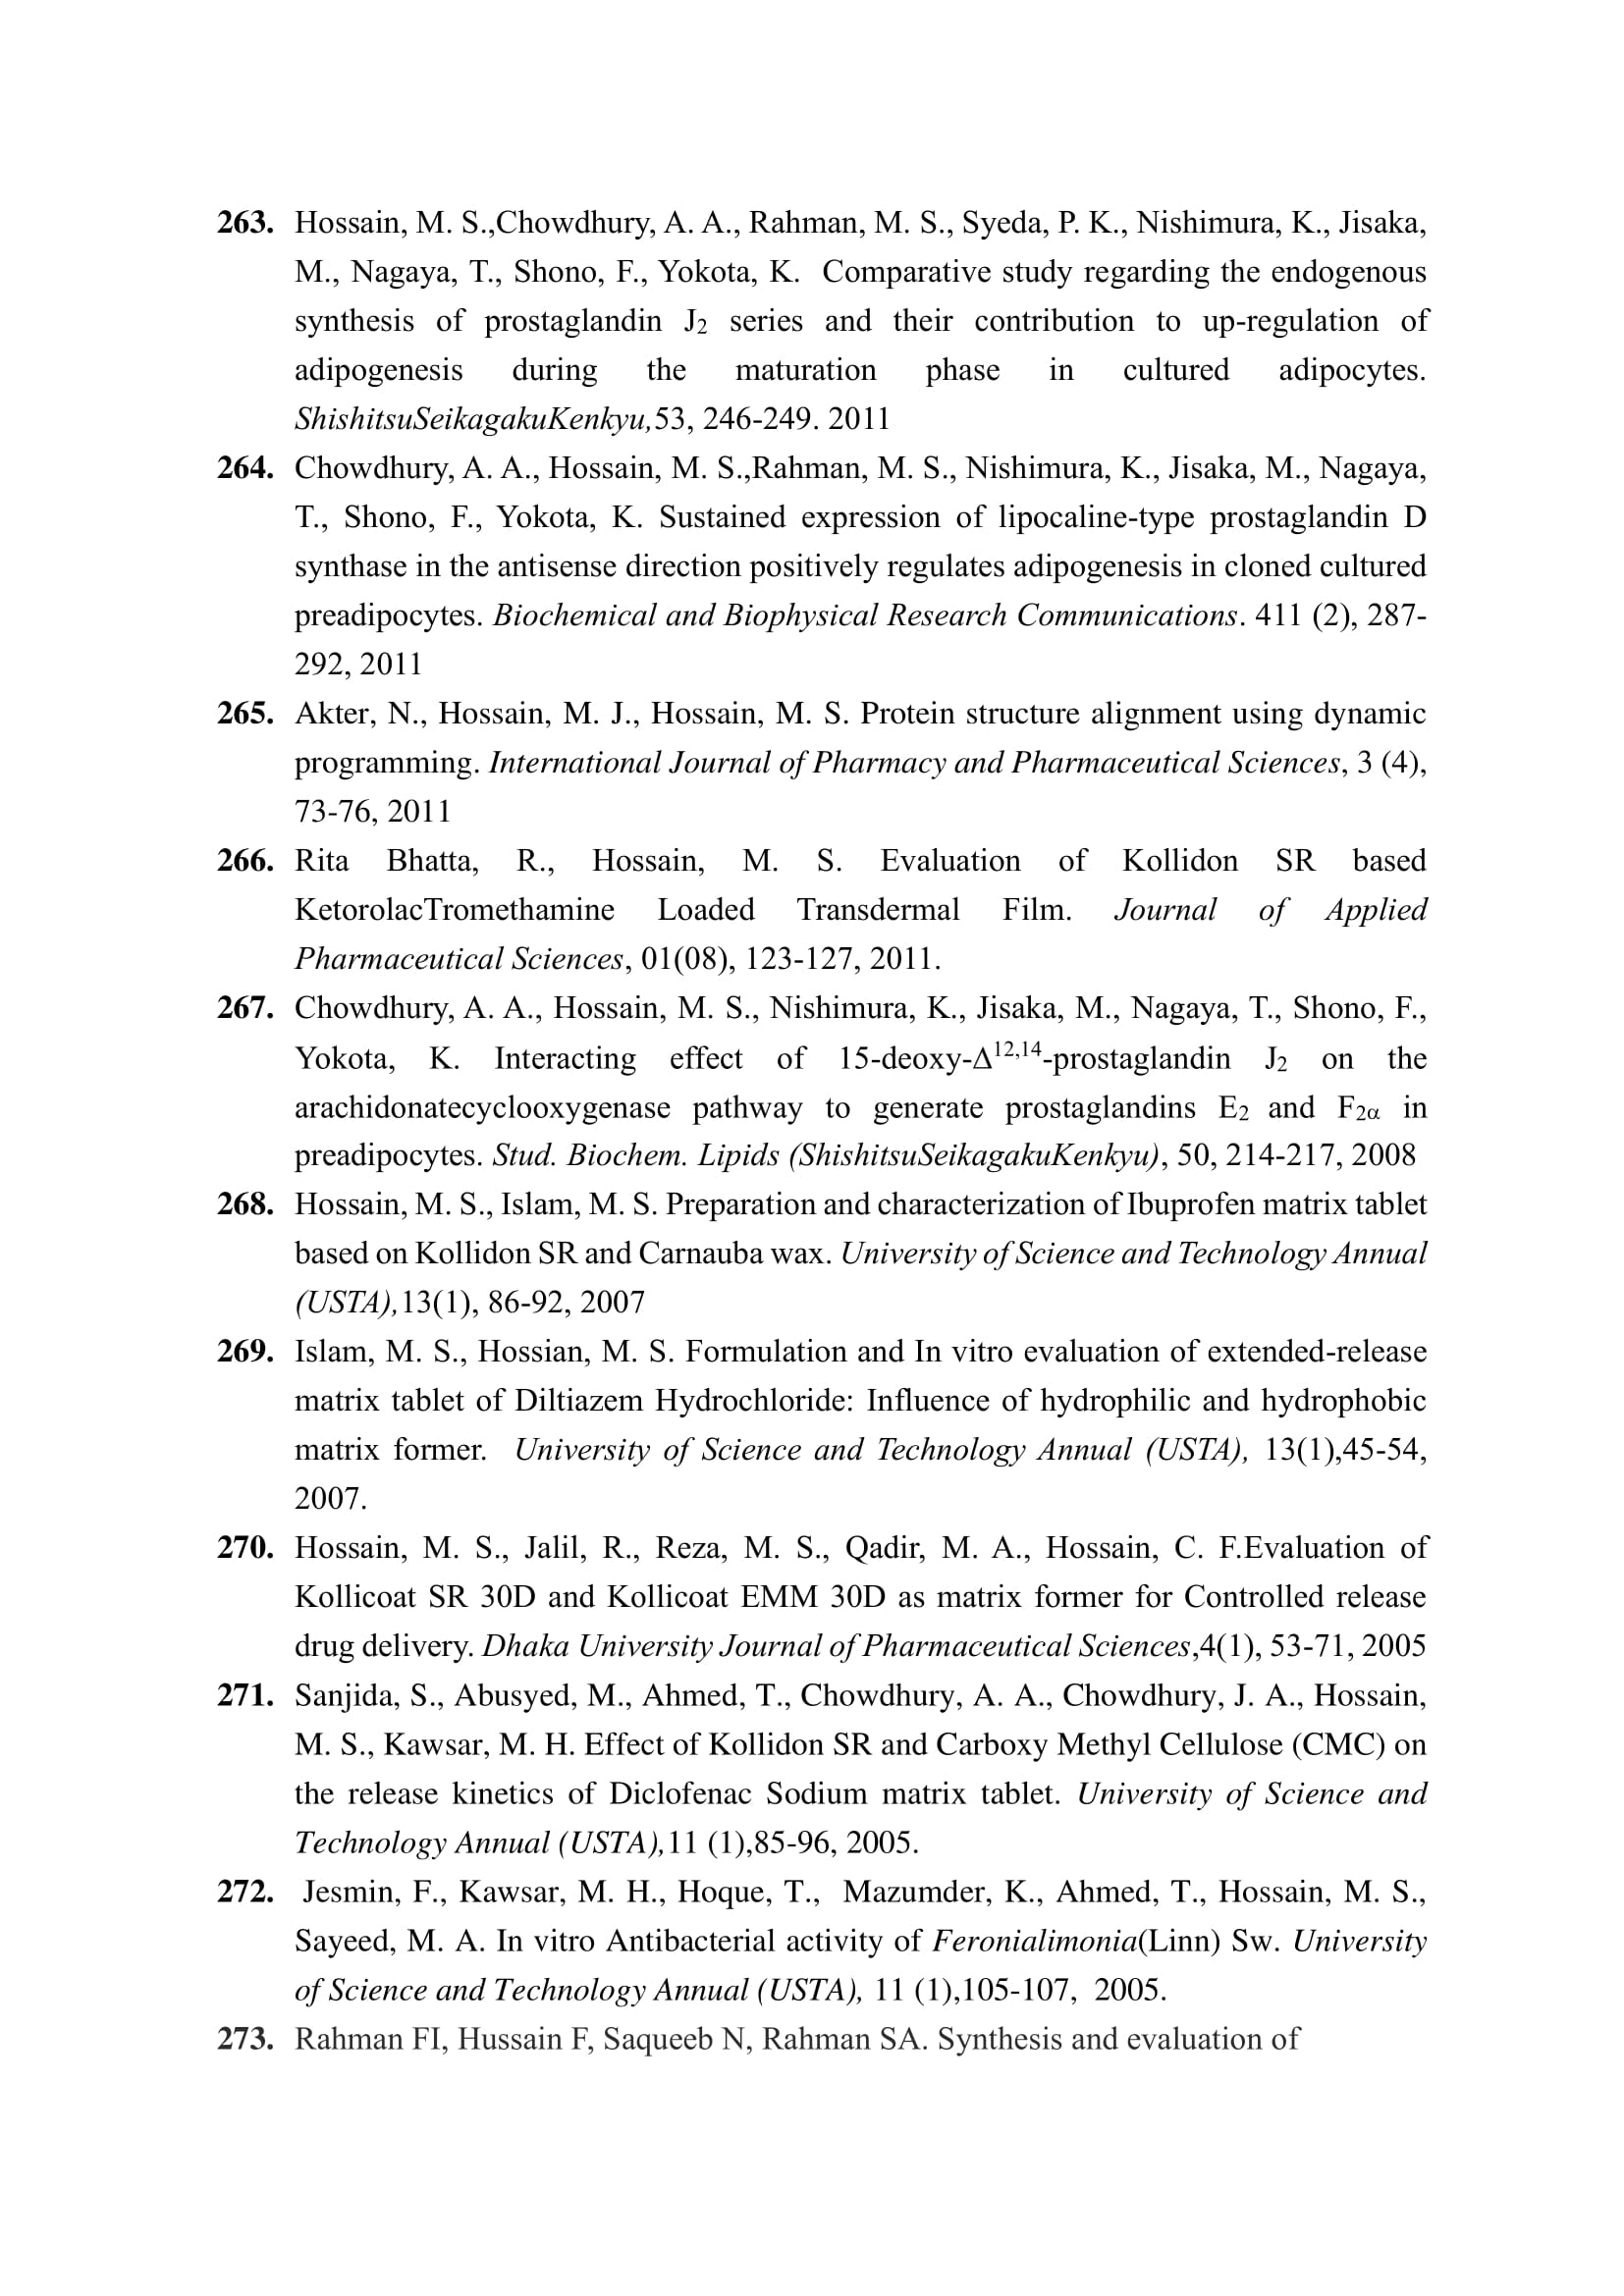 263. Hossain, M. S.,Chowdhury, A. A., Rahman, M. S., Syeda, P. K., Nishimura, K., Jisaka,
M., Nagaya, T., Shono, F., Yokota, K.  Comparative study regarding the endogenous
synthesis of prostaglandin J₂ series and their contribution to up-regulation of
adipogenesis during the maturation phase in cultured adipocytes.
ShishitsuSeikagakuKenkyu,53, 246-249. 2011
264. Chowdhury, A. A., Hossain, M. S.,Rahman, M. S., Nishimura, K., Jisaka, M., Nagaya,
T., Shono, F., Yokota, K. Sustained expression of lipocaline-type prostaglandin D
synthase in the antisense direction positively regulates adipogenesis in cloned cultured
preadipocytes. Biochemical and Biophysical Research Communications. 411 (2), 287-
292, 2011
265. Akter, N., Hossain, M. J., Hossain, M. S. Protein structure alignment using dynamic
programming. International Journal of Pharmacy and Pharmaceutical Sciences, 3 (4),
73-76, 2011
266. Rita Bhatta, R., Hossain, M. S. Evaluation of Kollidon SR based
KetorolacTromethamine Loaded Transdermal Film. Journal of Applied
Pharmaceutical Sciences, 01(08), 123-127, 2011.
267. Chowdhury, A. A., Hossain, M. S., Nishimura, K., Jisaka, M., Nagaya, T., Shono, F.,
Yokota, K. Interacting effect of 15-deoxy-Δ¹²,¹⁴-prostaglandin J₂ on the
arachidonatecyclooxygenase pathway to generate prostaglandins E₂ and F₂α in
preadipocytes. Stud. Biochem. Lipids (ShishitsuSeikagakuKenkyu), 50, 214-217, 2008
268. Hossain, M. S., Islam, M. S. Preparation and characterization of Ibuprofen matrix tablet
based on Kollidon SR and Carnauba wax. University of Science and Technology Annual
(USTA),13(1), 86-92, 2007
269. Islam, M. S., Hossian, M. S. Formulation and In vitro evaluation of extended-release
matrix tablet of Diltiazem Hydrochloride: Influence of hydrophilic and hydrophobic
matrix former.  University of Science and Technology Annual (USTA), 13(1),45-54,
2007.
270. Hossain, M. S., Jalil, R., Reza, M. S., Qadir, M. A., Hossain, C. F.Evaluation of
Kollicoat SR 30D and Kollicoat EMM 30D as matrix former for Controlled release
drug delivery. Dhaka University Journal of Pharmaceutical Sciences,4(1), 53-71, 2005
271. Sanjida, S., Abusyed, M., Ahmed, T., Chowdhury, A. A., Chowdhury, J. A., Hossain,
M. S., Kawsar, M. H. Effect of Kollidon SR and Carboxy Methyl Cellulose (CMC) on
the release kinetics of Diclofenac Sodium matrix tablet. University of Science and
Technology Annual (USTA),11 (1),85-96, 2005.
272. Jesmin, F., Kawsar, M. H., Hoque, T.,  Mazumder, K., Ahmed, T., Hossain, M. S.,
Sayeed, M. A. In vitro Antibacterial activity of Feronialimonia(Linn) Sw. University
of Science and Technology Annual (USTA), 11 (1),105-107,  2005.
273. Rahman FI, Hussain F, Saqueeb N, Rahman SA. Synthesis and evaluation of